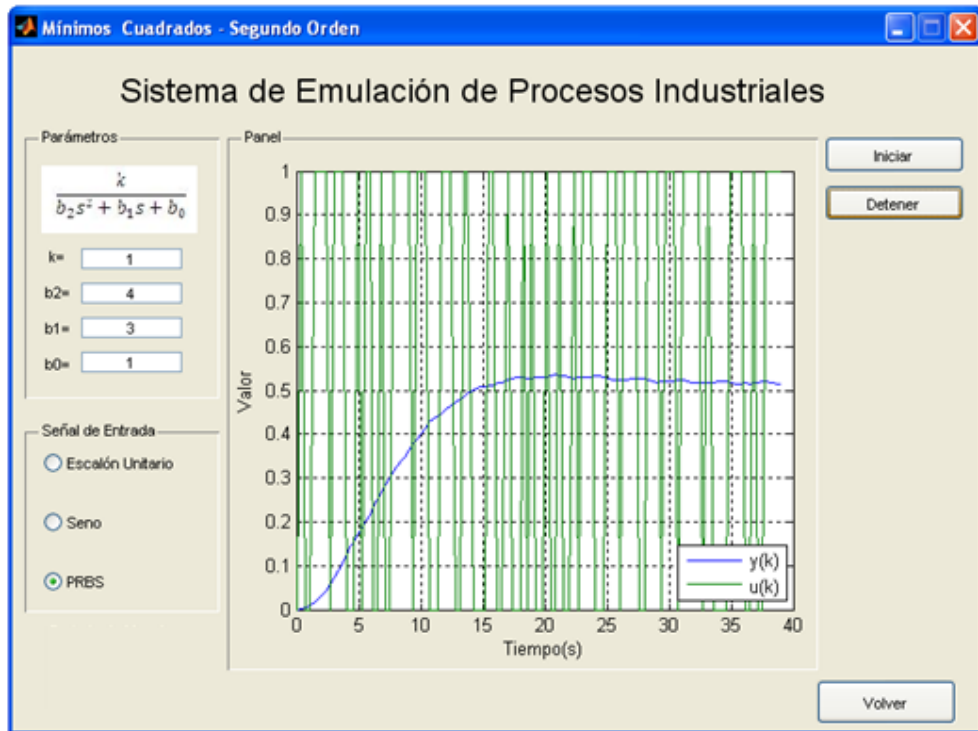 Mínimos Cuadrados - Segundo Orden
Sistema de Emulación de Procesos Industriales
Parámetros
k
b₂s² + b₁s + b₀
k= 1
b2= 4
b1= 3
b0= 1
Señal de Entrada
Escalón Unitario
Seno
PRBS
Panel
1
0.9
0.8
0.7
0.6
0.5
0.4
0.3
0.2
0.1
0
Valor
0 5 10 15 20 25 30 35 40
Tiempo(s)
y(k)
u(k)
Iniciar
Detener
Volver